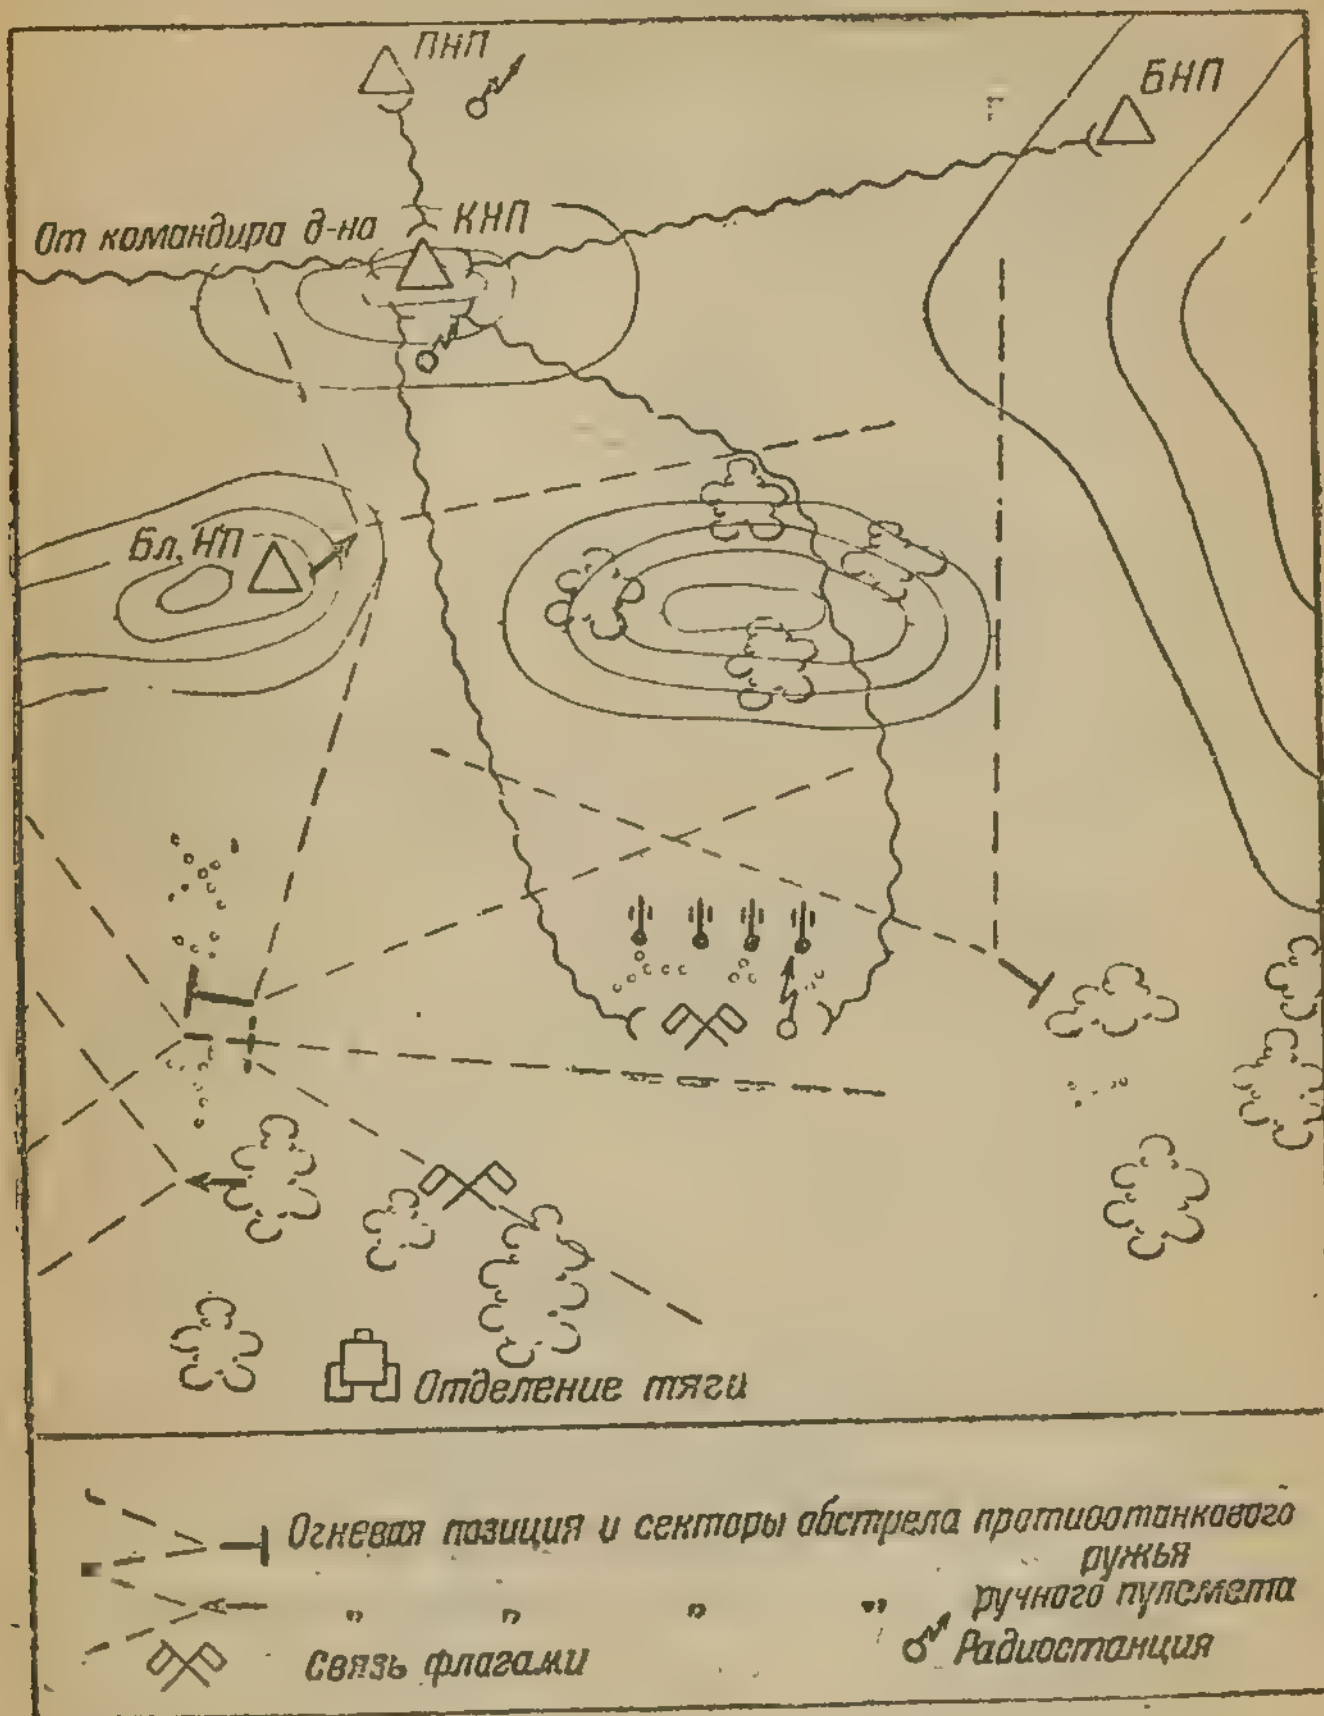 ПНП
БНП
От командира д-на
КНП
Бл. НП
Отделение тяги
Огневая позиция и секторы обстрела противотанкового
ружья
" " " " ручного пулемета
Связь флагами
Радиостанция